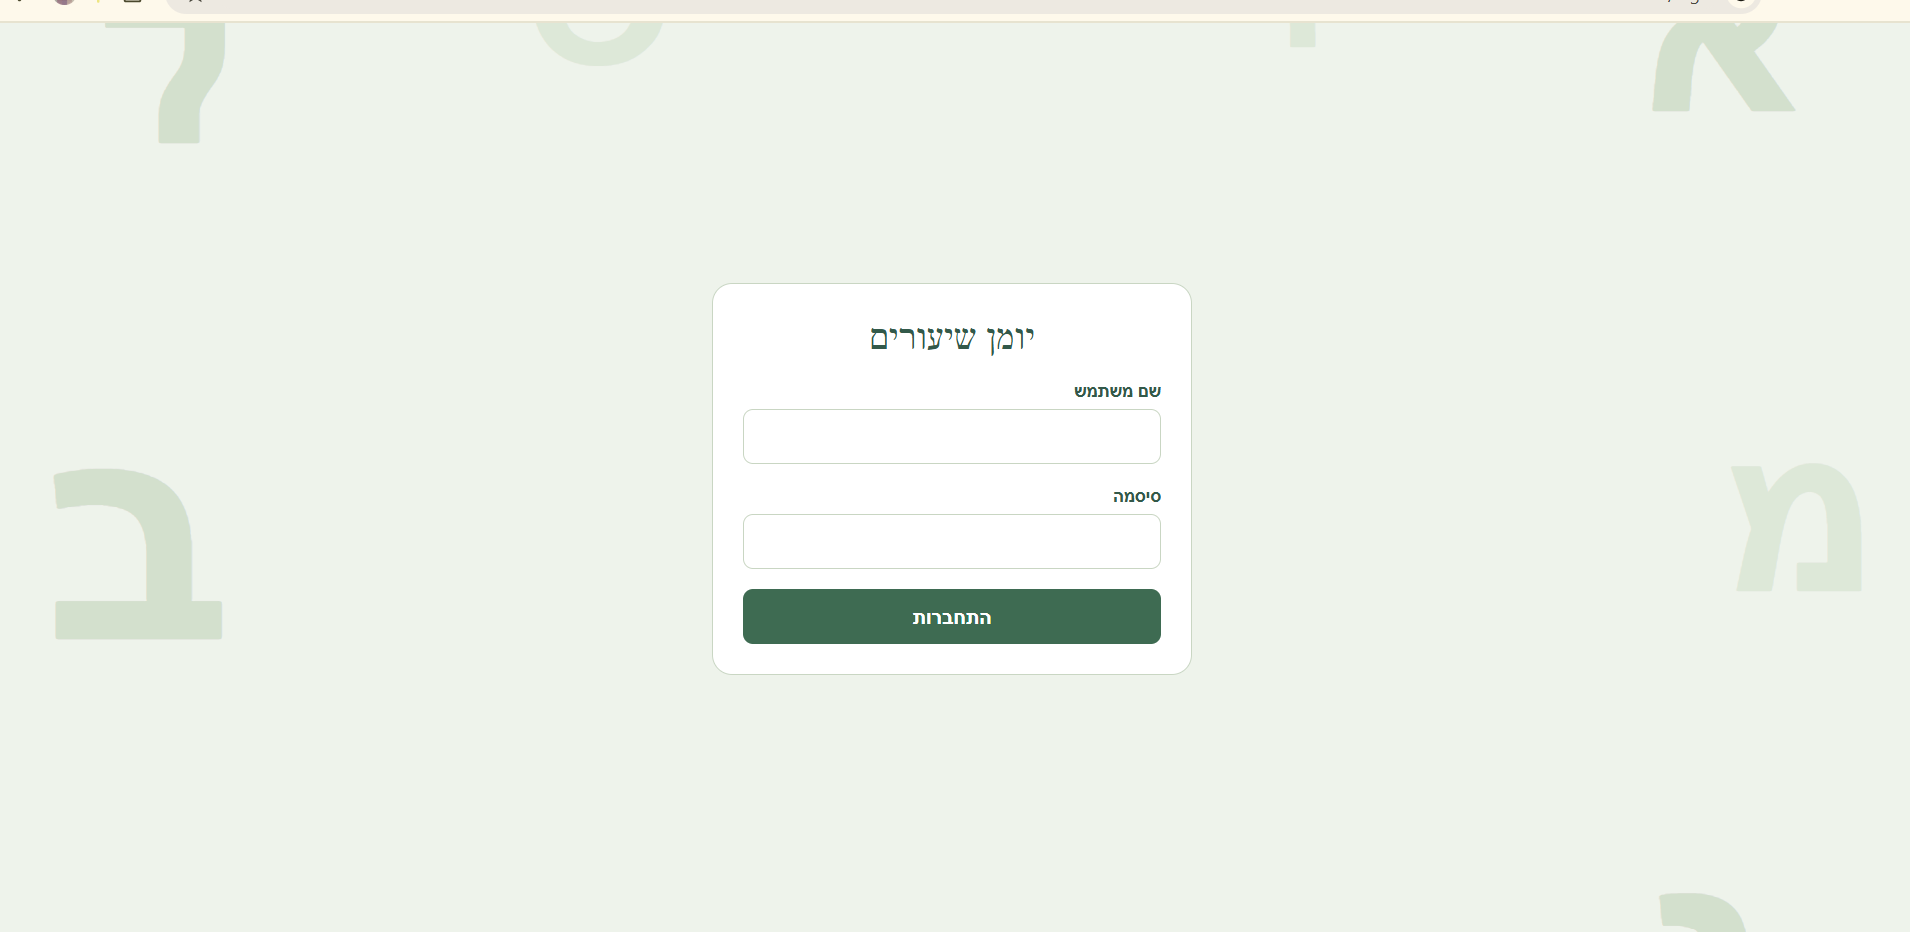 א
יומן שיעורים
שם משתמש
סיסמה
התחברות
מ
ב